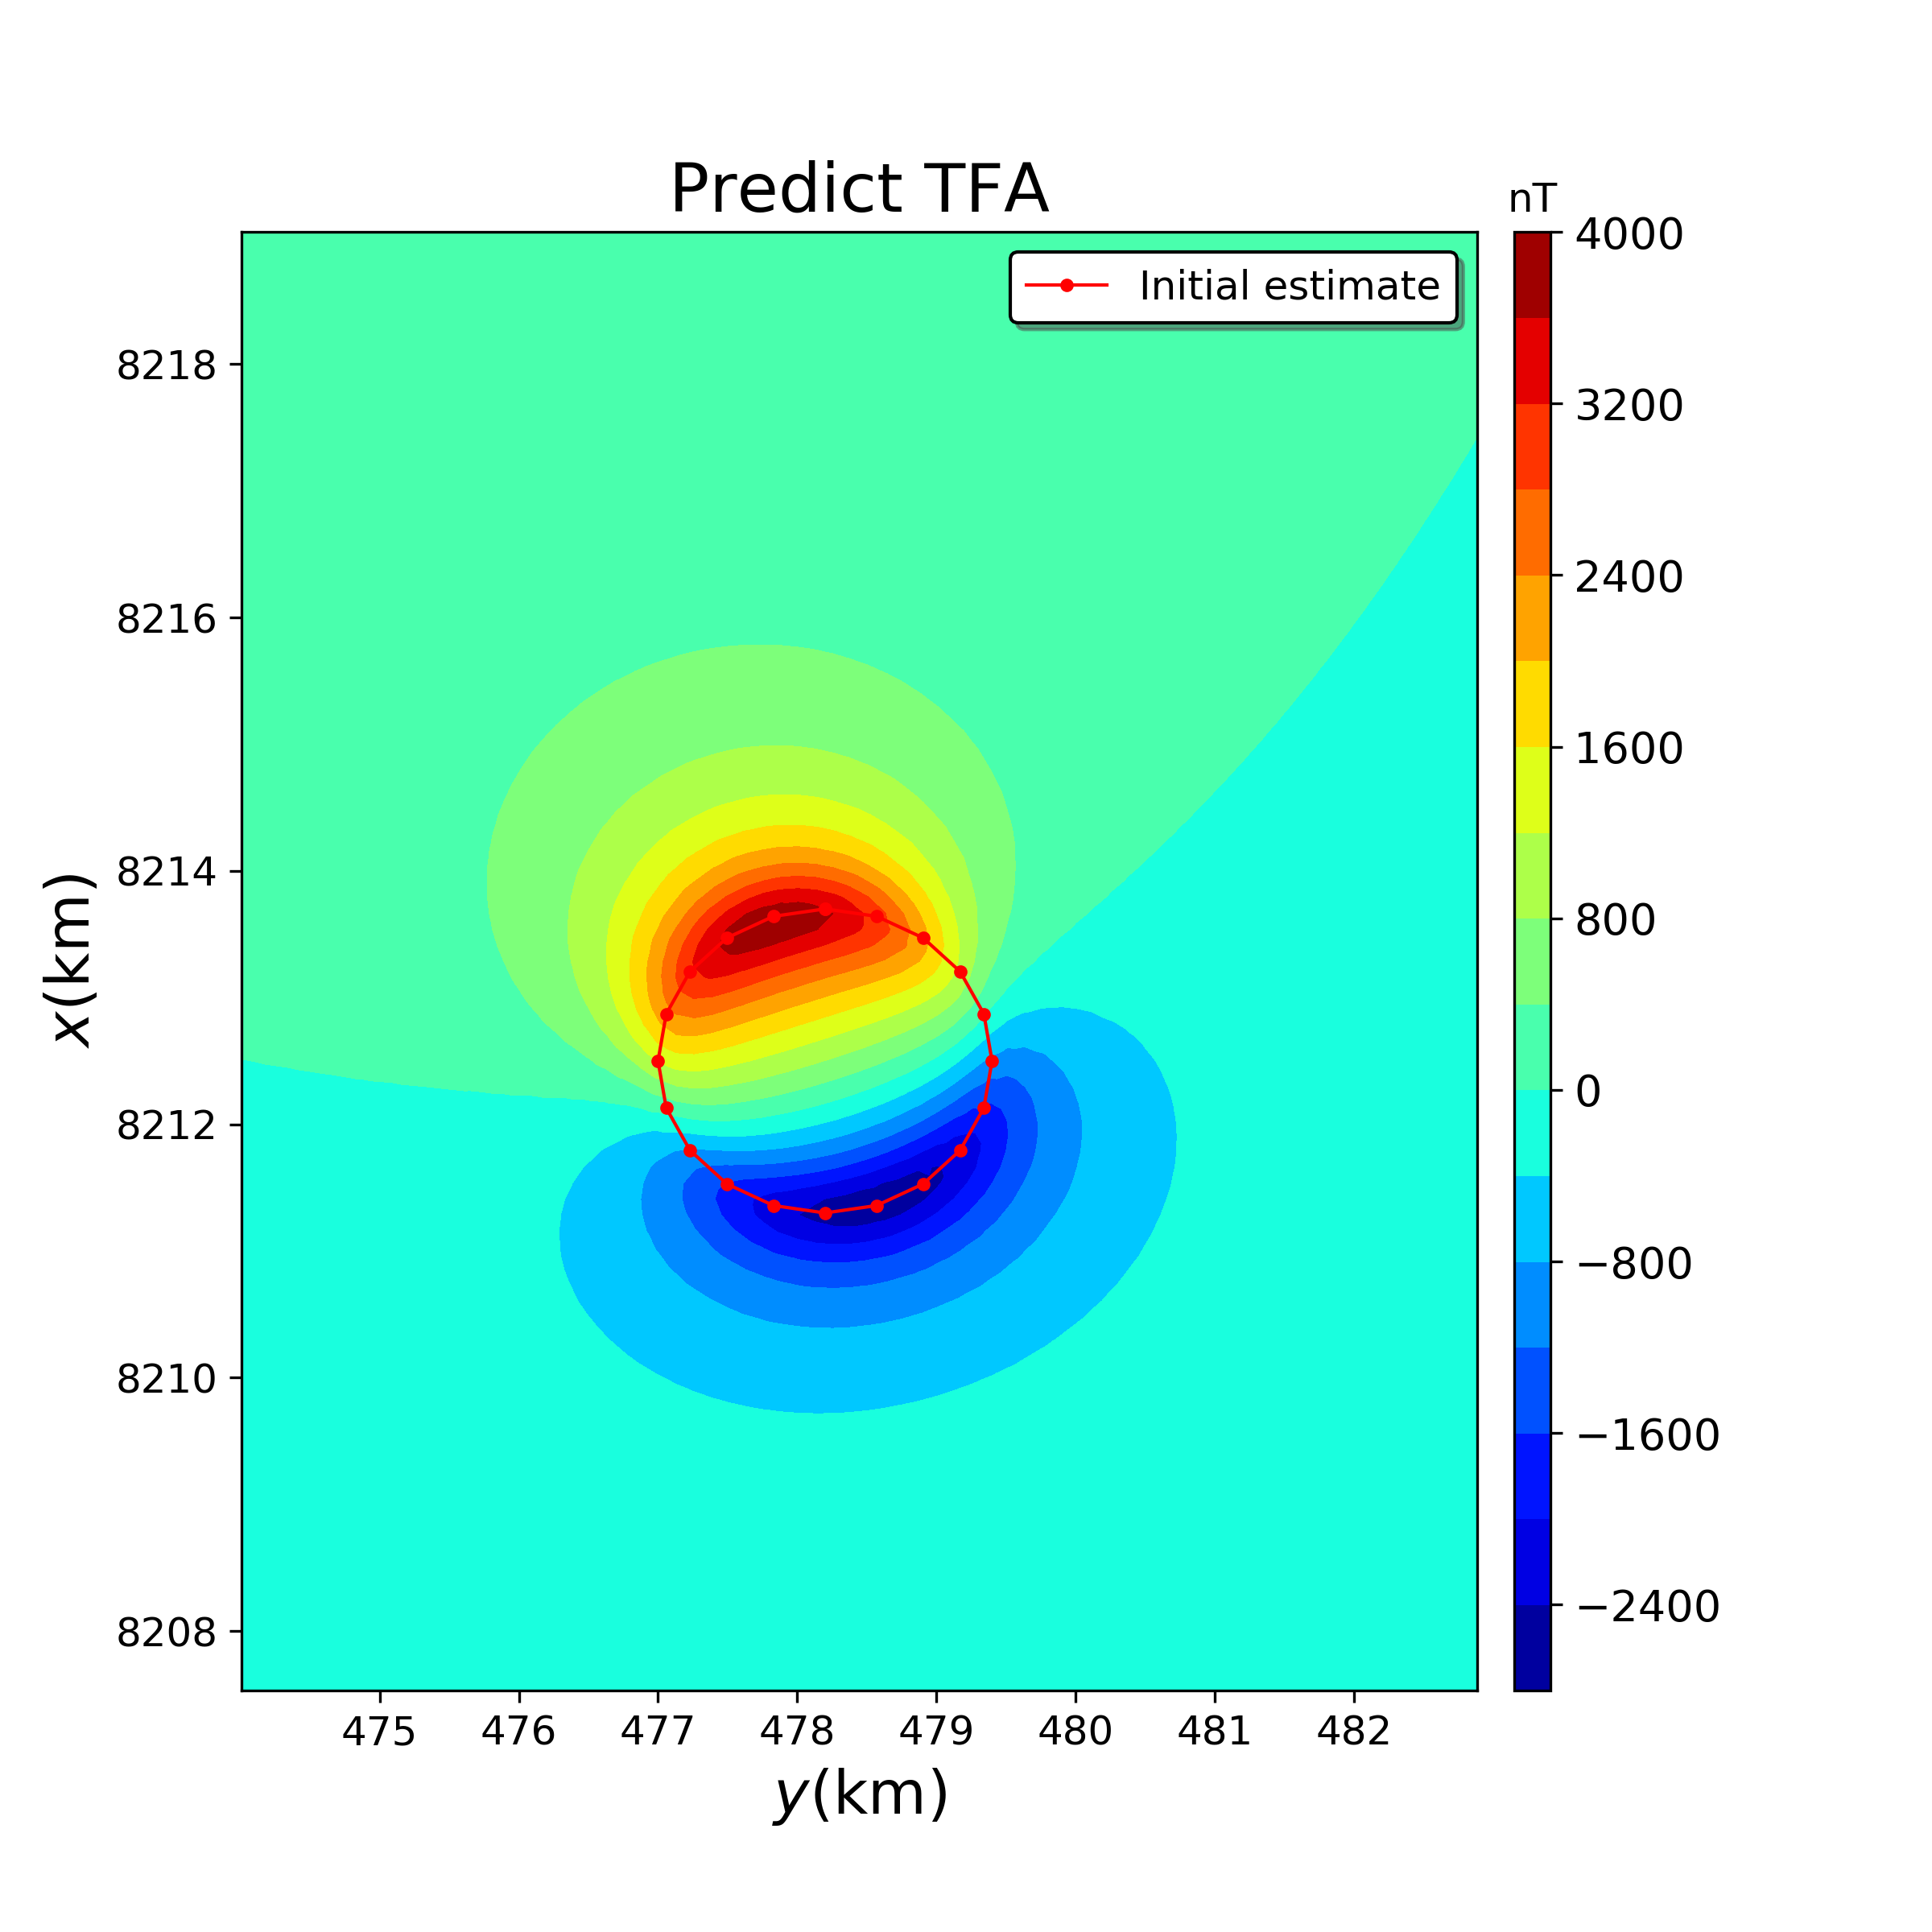 Predict TFA
nT
Initial estimate
4000
3200
2400
1600
800
0
−800
−1600
−2400
x(km)
8218
8216
8214
8212
8210
8208
475 476 477 478 479 480 481 482
y(km)